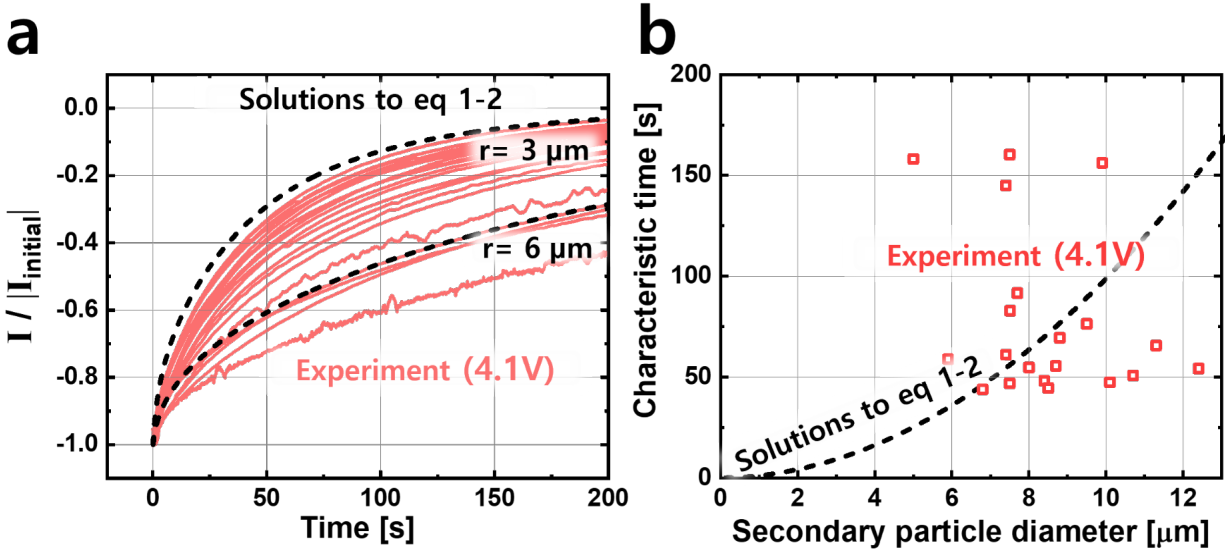 a
I / |I_initial|
0.0
-0.2
-0.4
-0.6
-0.8
-1.0
Solutions to eq 1-2
r= 3 μm
r= 6 μm
Experiment (4.1V)
0
50
100
150
200
Time [s]
b
Characteristic time [s]
200
150
100
50
0
Experiment (4.1V)
Solutions to eq 1-2
0
2
4
6
8
10
12
Secondary particle diameter [μm]